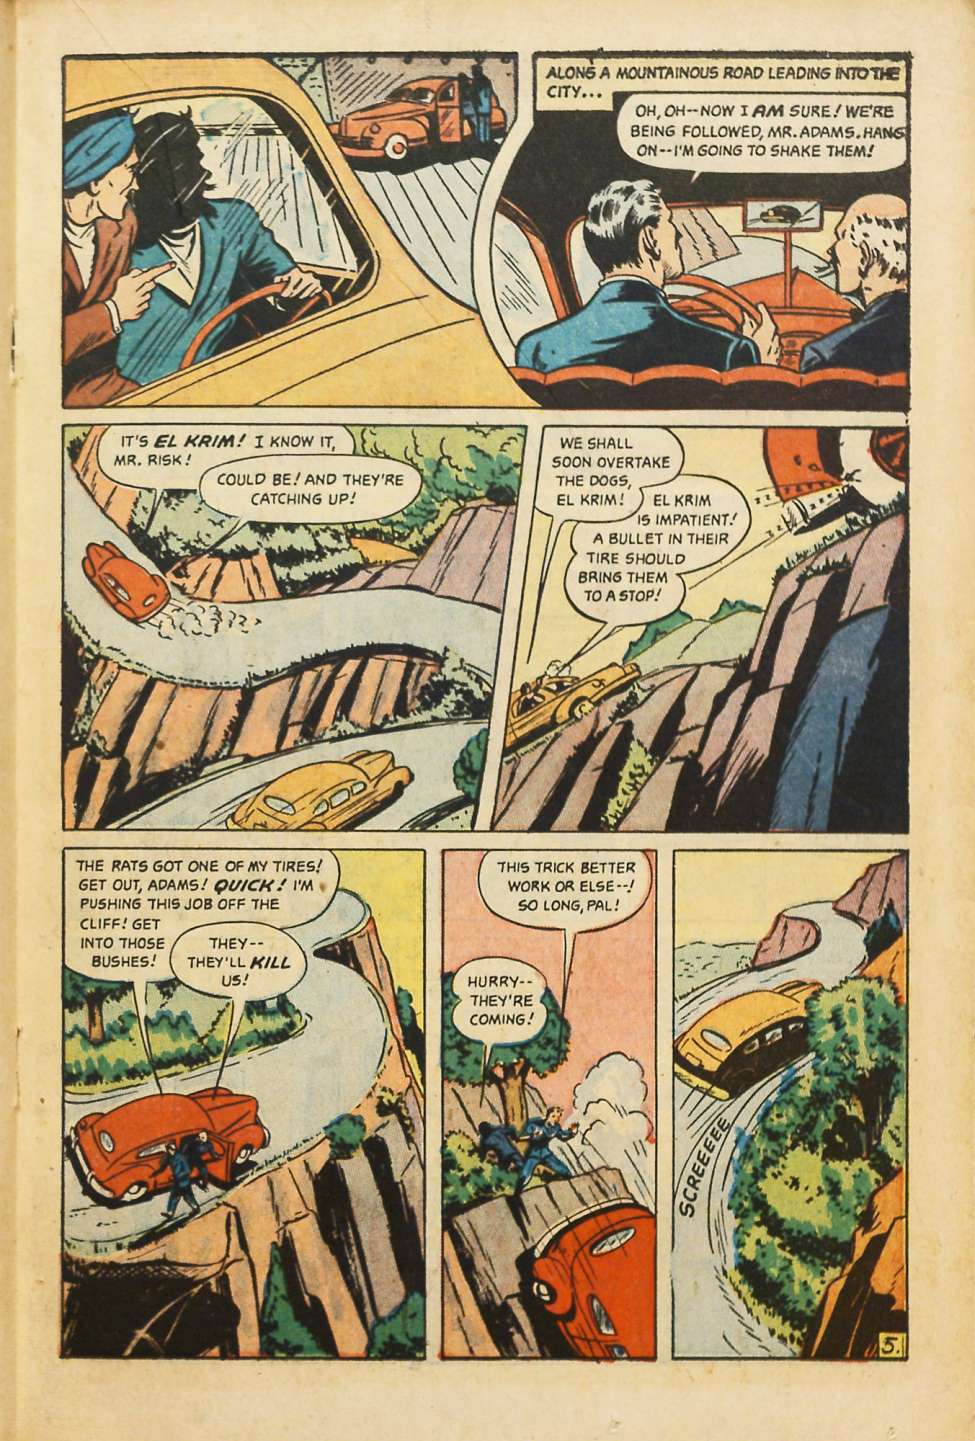 ALONG A MOUNTAINOUS ROAD LEADING INTO THE
CITY...
OH, OH--NOW I AM SURE! WE'RE
BEING FOLLOWED, MR. ADAMS. HANG
ON--I'M GOING TO SHAKE THEM!
IT'S EL KRIM! I KNOW IT,
MR. RISK!
COULD BE! AND THEY'RE
CATCHING UP!
WE SHALL
SOON OVERTAKE
THE DOGS,
EL KRIM!
EL KRIM
IS IMPATIENT!
A BULLET IN THEIR
TIRE SHOULD
BRING THEM
TO A STOP!
THE RATS GOT ONE OF MY TIRES!
GET OUT, ADAMS! QUICK! I'M
PUSHING THIS JOB OFF THE
CLIFF! GET
INTO THOSE
BUSHES!
THEY--
THEY'LL KILL
US!
THIS TRICK BETTER
WORK OR ELSE--!
SO LONG, PAL!
HURRY--
THEY'RE
COMING!
SCREEEEEE
5.